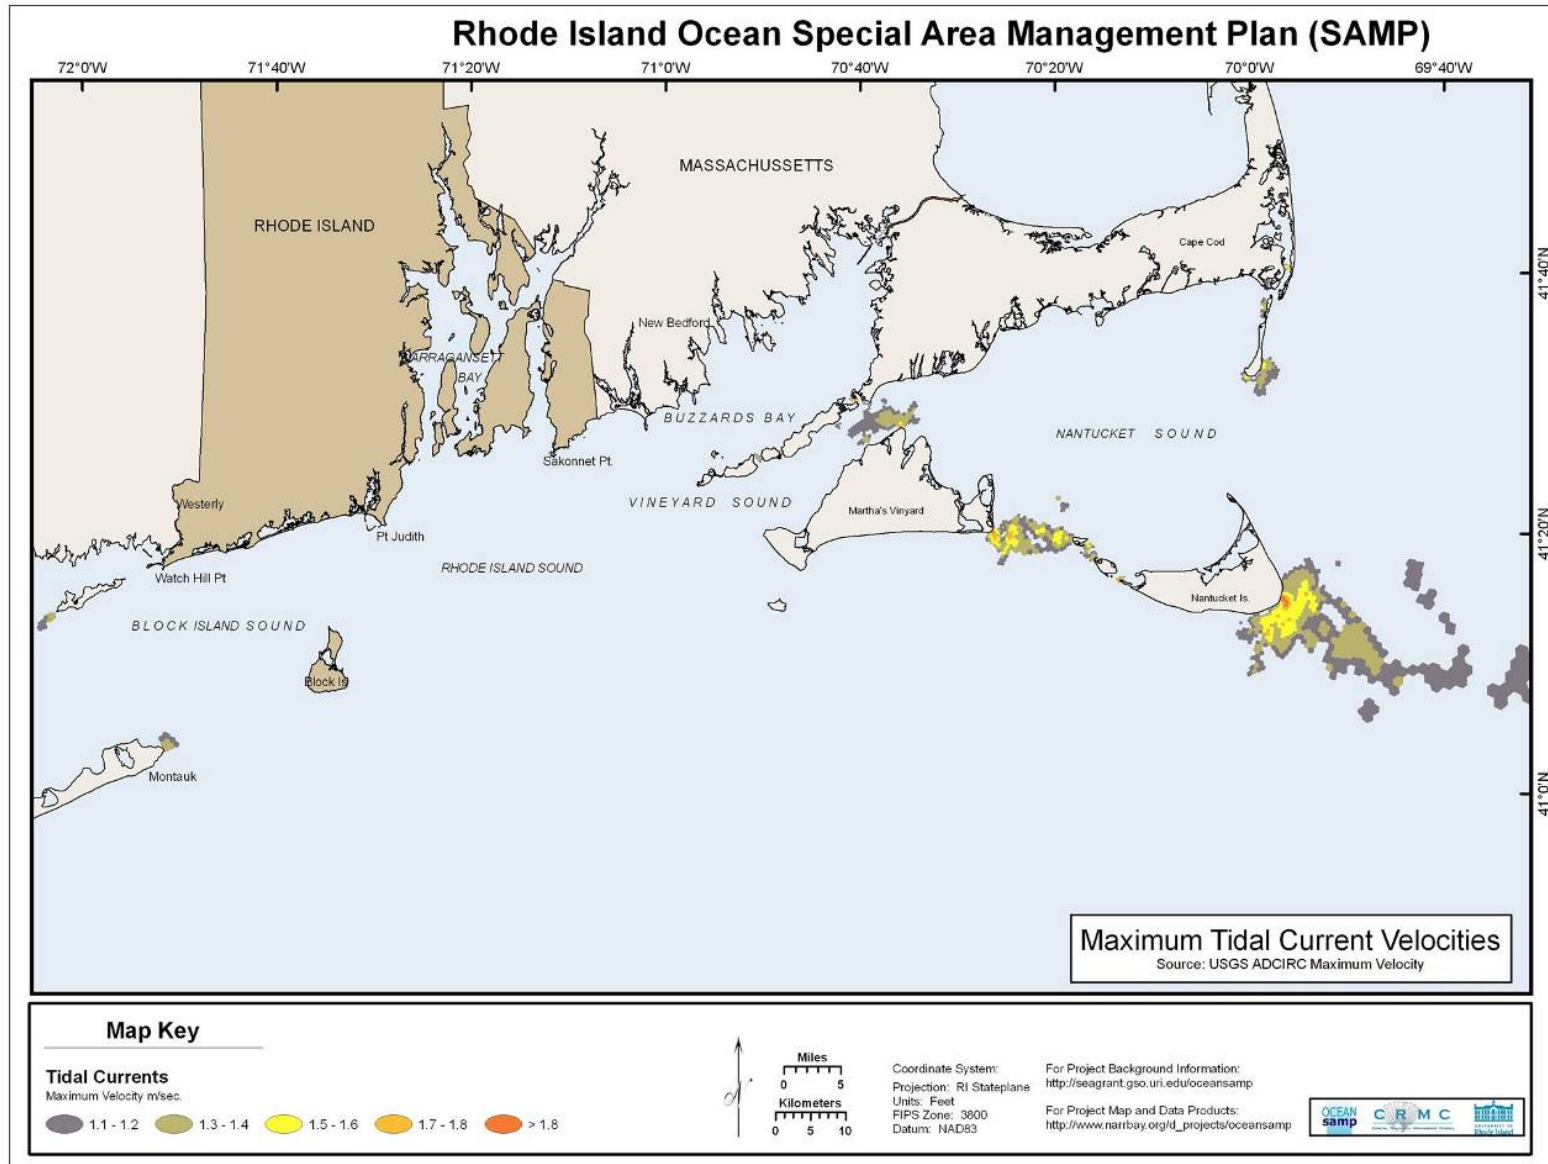 Rhode Island Ocean Special Area Management Plan (SAMP)
72°0'W 71°40'W 71°20'W 71°0'W 70°40'W 70°20'W 70°0'W 69°40'W
MASSACHUSSETTS
RHODE ISLAND
Cape Cod
41°40'N
New Bedford
ARRAGANSETT
BAY
BUZZARDS BAY
NANTUCKET SOUND
Sakonnet Pt.
VINEYARD SOUND
Westerly
Martha's Vinyard
41°20'N
Pt Judith
RHODE ISLAND SOUND
Watch Hill Pt
Nantucket Is.
BLOCK ISLAND SOUND
Block Is
Montauk
41°0'N
Maximum Tidal Current Velocities
Source: USGS ADCIRC Maximum Velocity
Map Key
Tidal Currents
Maximum Velocity m/sec.
1.1 - 1.2 1.3 - 1.4 1.5 - 1.6 1.7 - 1.8 > 1.8
Miles
0 5
Kilometers
0 5 10
Coordinate System:
Projection: RI Stateplane
Units: Feet
FIPS Zone: 3800
Datum: NAD83
For Project Background Information:
http://seagrant.gso.uri.edu/oceansamp
For Project Map and Data Products:
http://www.narrbay.org/d_projects/oceansamp
OCEAN
samp
CRMC
Rhode Island